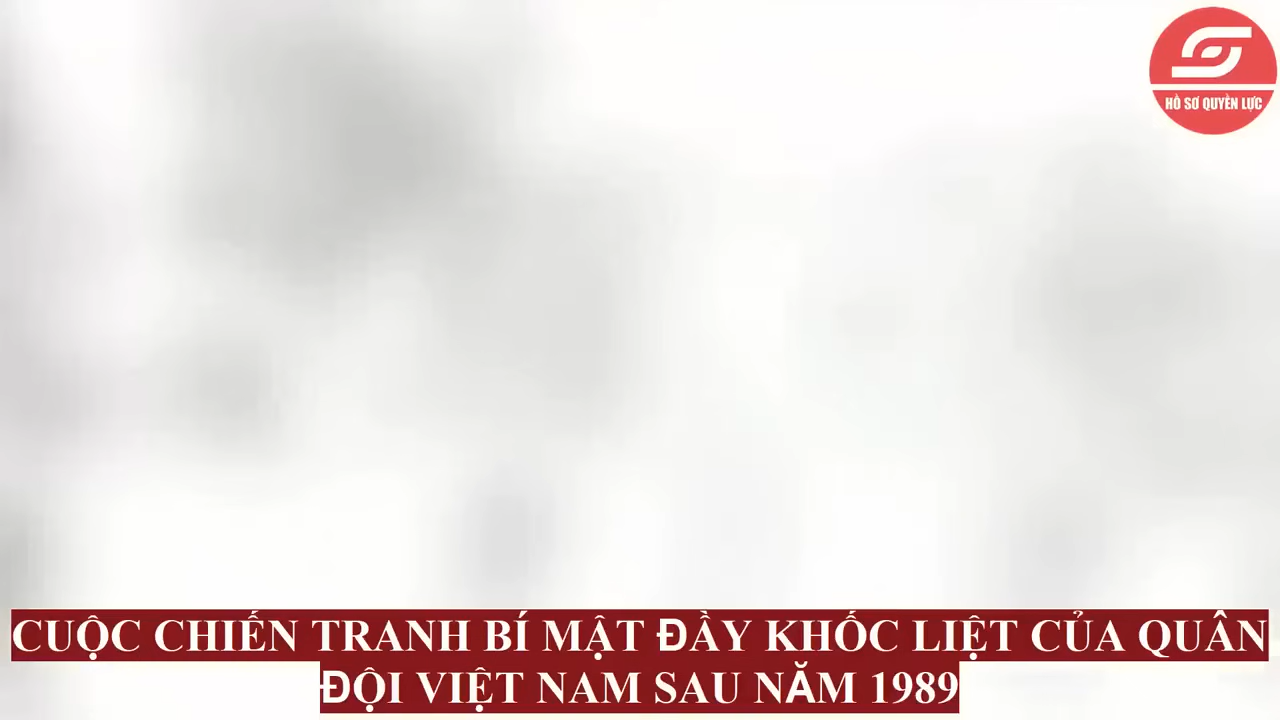 HỒ SƠ QUYỀN LỰC
CUỘC CHIẾN TRANH BÍ MẬT ĐẦY KHỐC LIỆT CỦA QUÂN
ĐỘI VIỆT NAM SAU NĂM 1989